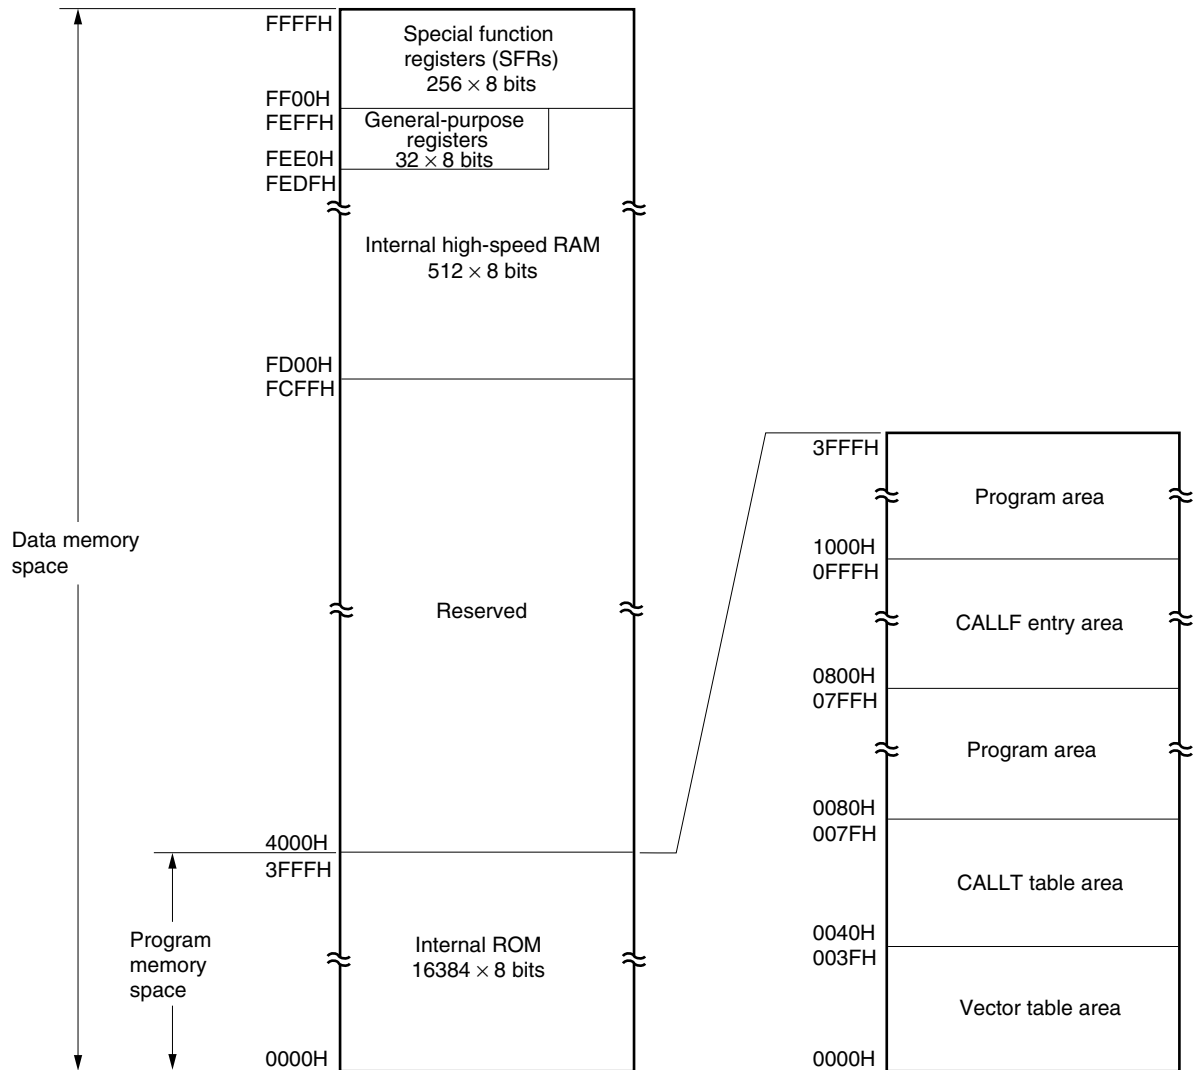 FFFFH
Special function
registers (SFRs)
256 × 8 bits
FF00H
FEFFH
General-purpose
registers
32 × 8 bits
FEE0H
FEDFH
Internal high-speed RAM
512 × 8 bits
FD00H
FCFFH
Data memory
space
Reserved
4000H
3FFFH
Program
memory
space
Internal ROM
16384 × 8 bits
0000H
3FFFH
Program area
1000H
0FFFH
CALLF entry area
0800H
07FFH
Program area
0080H
007FH
CALLT table area
0040H
003FH
Vector table area
0000H